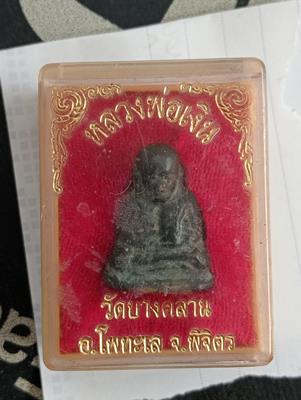 หลวงพ่อเงิน
วัดบางคลาน
อ.โพทะเล จ.พิจิตร